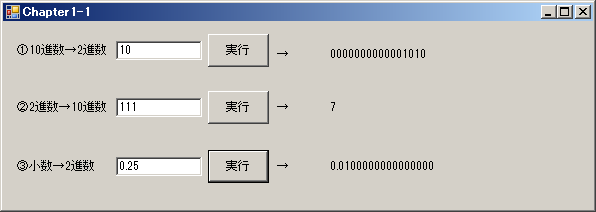 Chapter1-1
①10進数→2進数 10 実行 → 0000000000001010
②2進数→10進数 111 実行 → 7
③小数→2進数 0.25 実行 → 0.0100000000000000